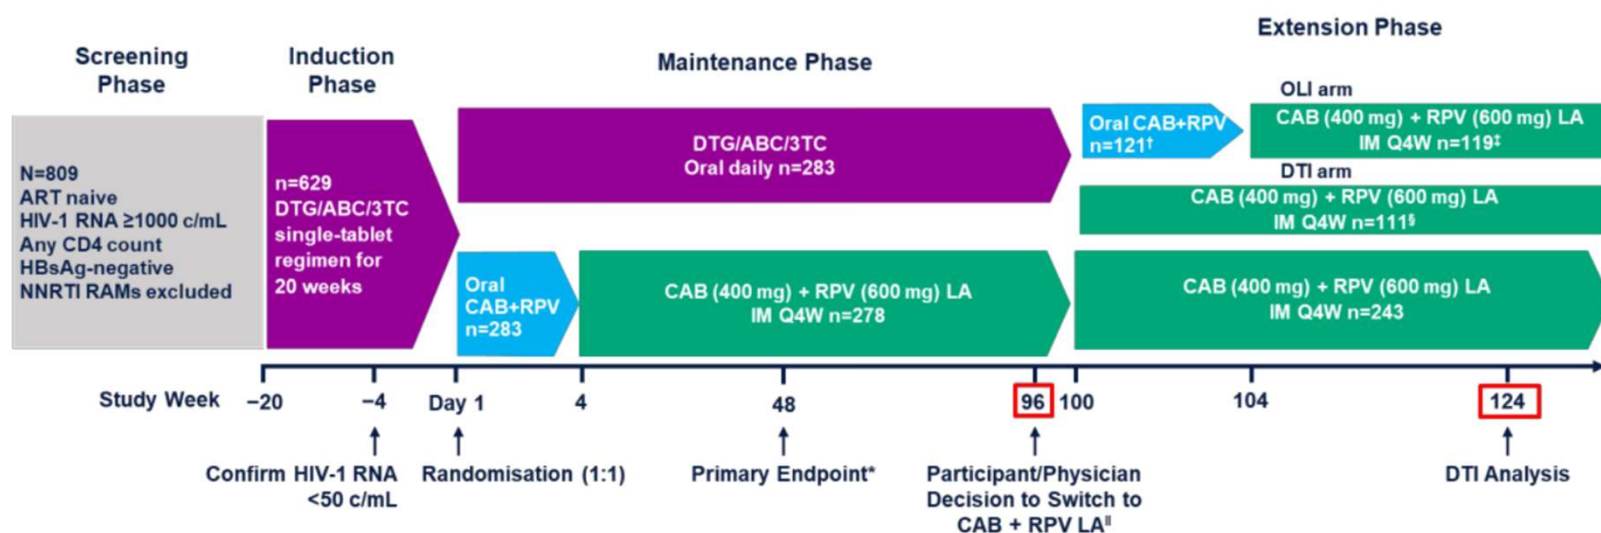 Extension Phase
Screening
Phase
Induction
Phase
Maintenance Phase
N=809
ART naive
HIV-1 RNA ≥1000 c/mL
Any CD4 count
HBsAg-negative
NNRTI RAMs excluded
n=629
DTG/ABC/3TC
single-tablet
regimen for
20 weeks
DTG/ABC/3TC
Oral daily n=283
Oral
CAB+RPV
n=283
CAB (400 mg) + RPV (600 mg) LA
IM Q4W n=278
OLI arm
Oral CAB+RPV
n=121†
CAB (400 mg) + RPV (600 mg) LA
IM Q4W n=119‡
DTI arm
CAB (400 mg) + RPV (600 mg) LA
IM Q4W n=111§
CAB (400 mg) + RPV (600 mg) LA
IM Q4W n=243
Study Week −20 −4 Day 1 4 48 96 100 104 124
Confirm HIV-1 RNA
<50 c/mL
Randomisation (1:1)
Primary Endpoint*
Participant/Physician
Decision to Switch to
CAB + RPV LA‖
DTI Analysis